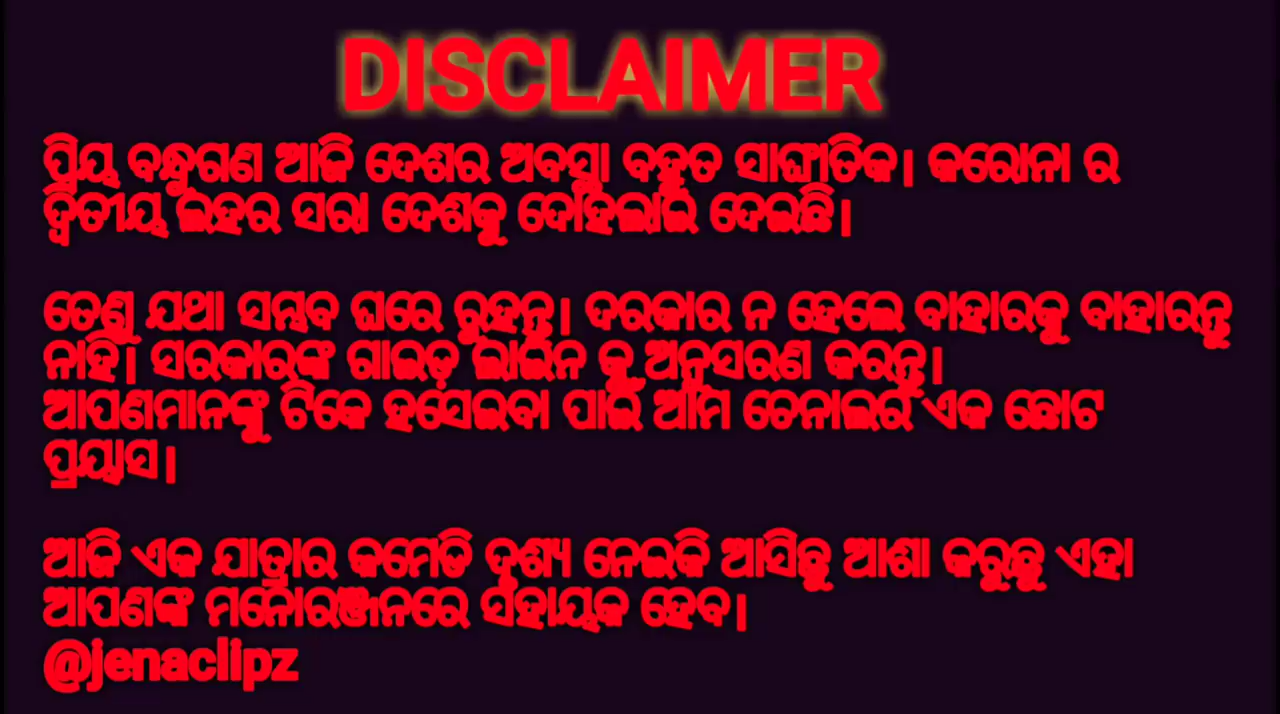 DISCLAIMER
ପ୍ରିୟ ବନ୍ଧୁଗଣ ଆଜି ଦେଶର ଅବସ୍ଥା ବହୁତ ସାଙ୍ଘାତିକ। କରୋନା ର
ଦ୍ୱିତୀୟ ଲହର ସରା ଦେଶକୁ ଦୋହଲାଇ ଦେଇଛି।
ତେଣୁ ଯଥା ସମ୍ଭବ ଘରେ ରୁହନ୍ତୁ। ଦରକାର ନ ହେଲେ ବାହାରକୁ ବାହାରନ୍ତୁ
ନାହିଁ। ସରକାରଙ୍କ ଗାଇଡ଼ ଲାଇନ କୁ ଅନୁସରଣ କରନ୍ତୁ।
ଆପଣମାନଙ୍କୁ ଟିକେ ହସେଇବା ପାଇଁ ଆମ ଚେନାଲର ଏକ ଛୋଟ
ପ୍ରୟାସ।
ଆଜି ଏକ ଯାତ୍ରାର କମେଡି ଦୃଶ୍ୟ ନେଇକି ଆସିଛୁ ଆଶା କରୁଛୁ ଏହା
ଆପଣଙ୍କ ମନୋରଞ୍ଜନରେ ସହାୟକ ହେବ।
@jenaclipz